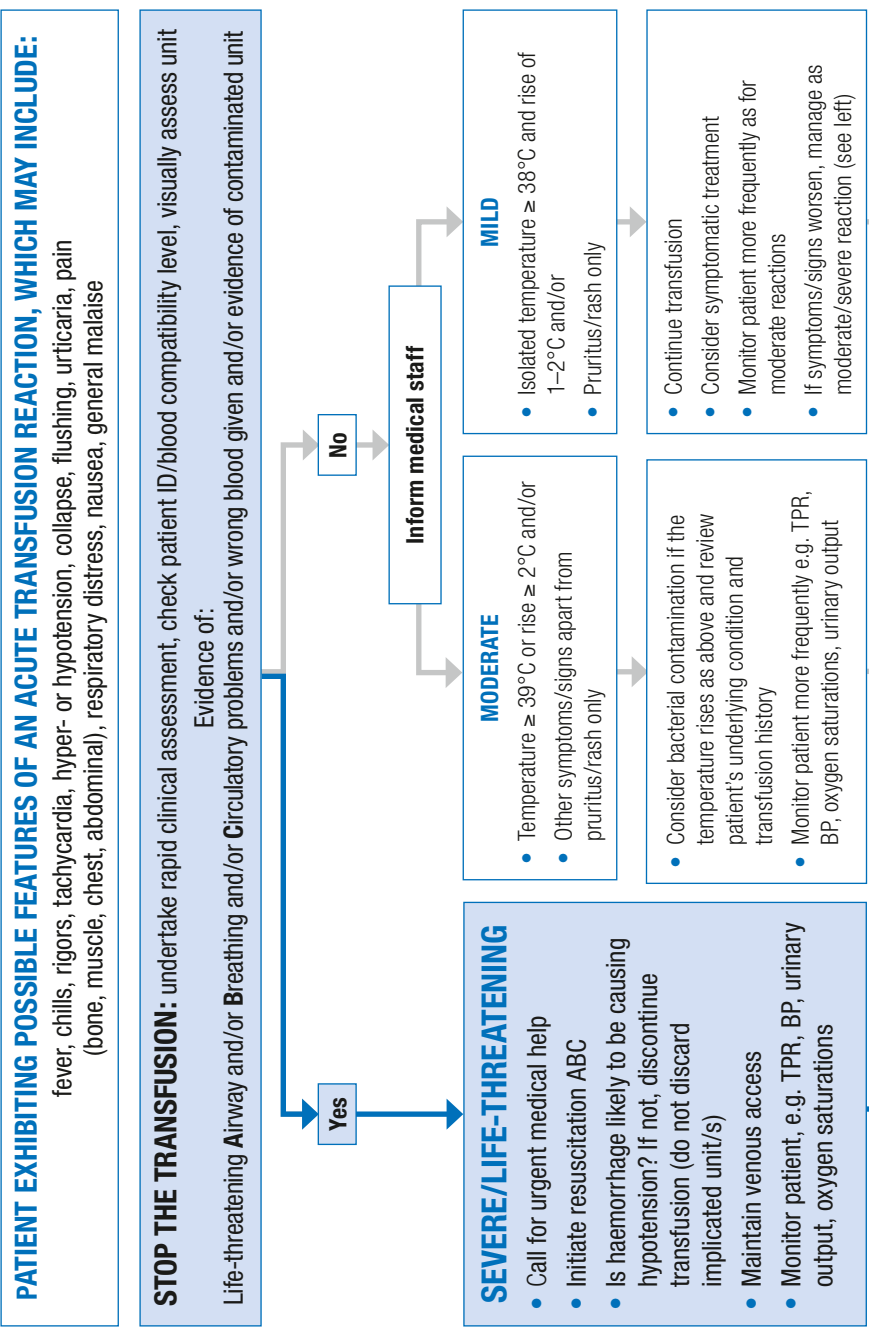 PATIENT EXHIBITING POSSIBLE FEATURES OF AN ACUTE TRANSFUSION REACTION, WHICH MAY INCLUDE:
fever, chills, rigors, tachycardia, hyper- or hypotension, collapse, flushing, urticaria, pain
(bone, muscle, chest, abdominal), respiratory distress, nausea, general malaise
STOP THE TRANSFUSION: undertake rapid clinical assessment, check patient ID/blood compatibility level, visually assess unit
Evidence of:
Life-threatening Airway and/or Breathing and/or Circulatory problems and/or wrong blood given and/or evidence of contaminated unit
Yes
No
Inform medical staff
SEVERE/LIFE-THREATENING
• Call for urgent medical help
• Initiate resuscitation ABC
• Is haemorrhage likely to be causing
hypotension? If not, discontinue
transfusion (do not discard
implicated unit/s)
• Maintain venous access
• Monitor patient, e.g. TPR, BP, urinary
output, oxygen saturations
MODERATE
• Temperature ≥ 39°C or rise ≥ 2°C and/or
• Other symptoms/signs apart from
pruritus/rash only
• Consider bacterial contamination if the
temperature rises as above and review
patient's underlying condition and
transfusion history
• Monitor patient more frequently e.g. TPR,
BP, oxygen saturations, urinary output
MILD
• Isolated temperature ≥ 38°C and rise of
1–2°C and/or
• Pruritus/rash only
• Continue transfusion
• Consider symptomatic treatment
• Monitor patient more frequently as for
moderate reactions
• If symptoms/signs worsen, manage as
moderate/severe reaction (see left)